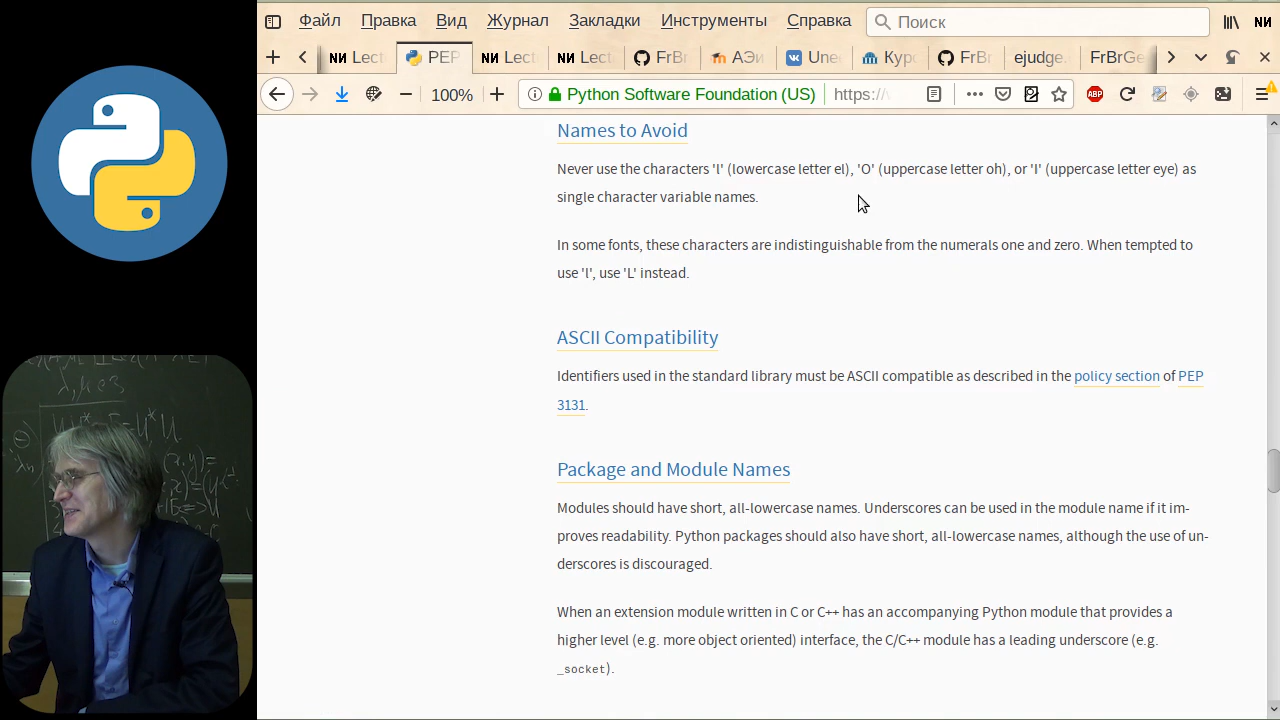 Файл Правка Вид Журнал Закладки Инструменты Справка Поиск
Lect PEP Lect Lect FrBr АЭи Une Курс FrBr ejudge. FrBrGe
100% Python Software Foundation (US) https://
Names to Avoid
Never use the characters 'l' (lowercase letter el), 'O' (uppercase letter oh), or 'I' (uppercase letter eye) as
single character variable names.
In some fonts, these characters are indistinguishable from the numerals one and zero. When tempted to
use 'l', use 'L' instead.
ASCII Compatibility
Identifiers used in the standard library must be ASCII compatible as described in the policy section of PEP
3131.
Package and Module Names
Modules should have short, all-lowercase names. Underscores can be used in the module name if it im-
proves readability. Python packages should also have short, all-lowercase names, although the use of un-
derscores is discouraged.
When an extension module written in C or C++ has an accompanying Python module that provides a
higher level (e.g. more object oriented) interface, the C/C++ module has a leading underscore (e.g.
_socket).